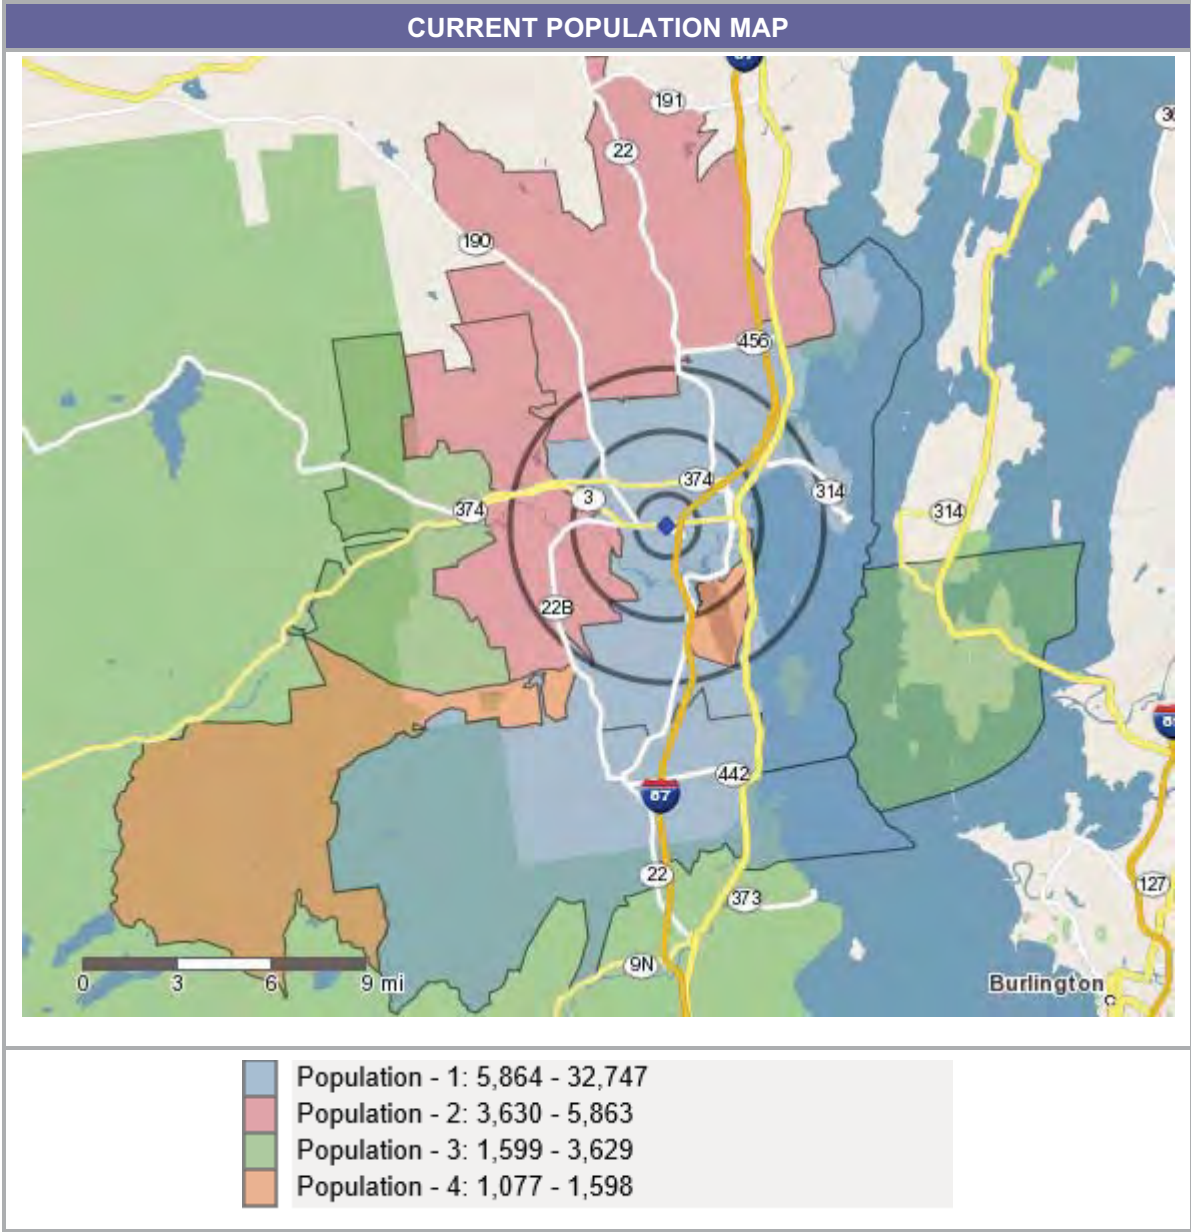 CURRENT POPULATION MAP
87
191
22
190
456
374
374
3
314
314
22B
442
87
22
373
127
9N
0 3 6 9 mi
Burlington
Population - 1: 5,864 - 32,747
Population - 2: 3,630 - 5,863
Population - 3: 1,599 - 3,629
Population - 4: 1,077 - 1,598